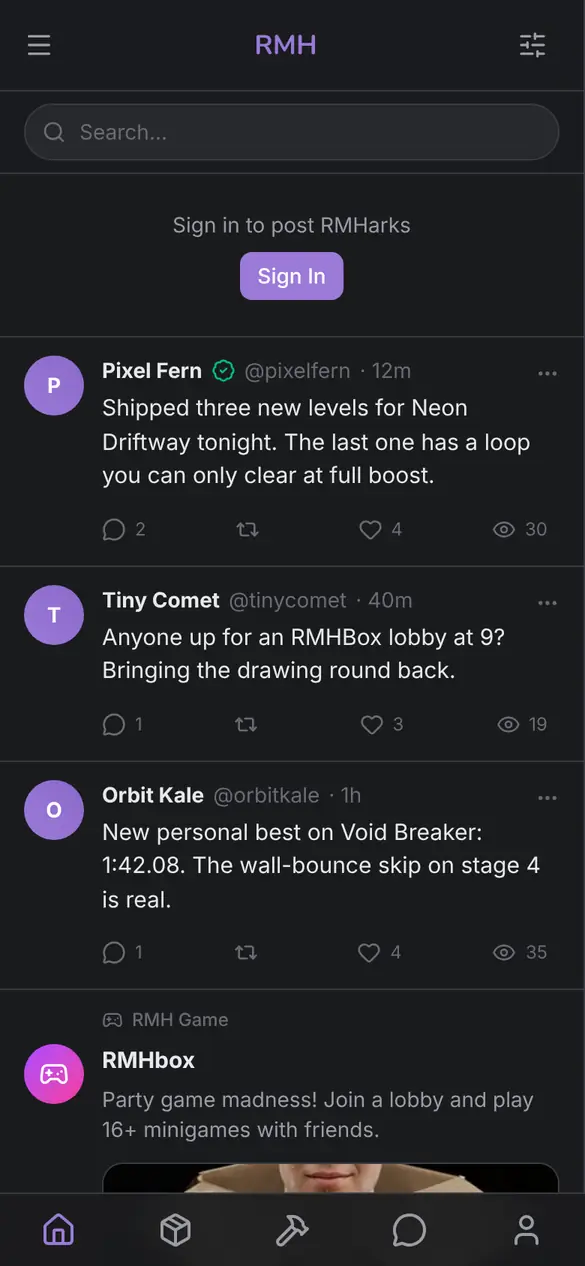 RMH
Search...
Sign in to post RMHarks
Sign In
P
Pixel Fern @pixelfern · 12m
Shipped three new levels for Neon
Driftway tonight. The last one has a loop
you can only clear at full boost.
2 4 30
T
Tiny Comet @tinycomet · 40m
Anyone up for an RMHBox lobby at 9?
Bringing the drawing round back.
1 3 19
O
Orbit Kale @orbitkale · 1h
New personal best on Void Breaker:
1:42.08. The wall-bounce skip on stage 4
is real.
1 4 35
RMH Game
RMHbox
Party game madness! Join a lobby and play
16+ minigames with friends.